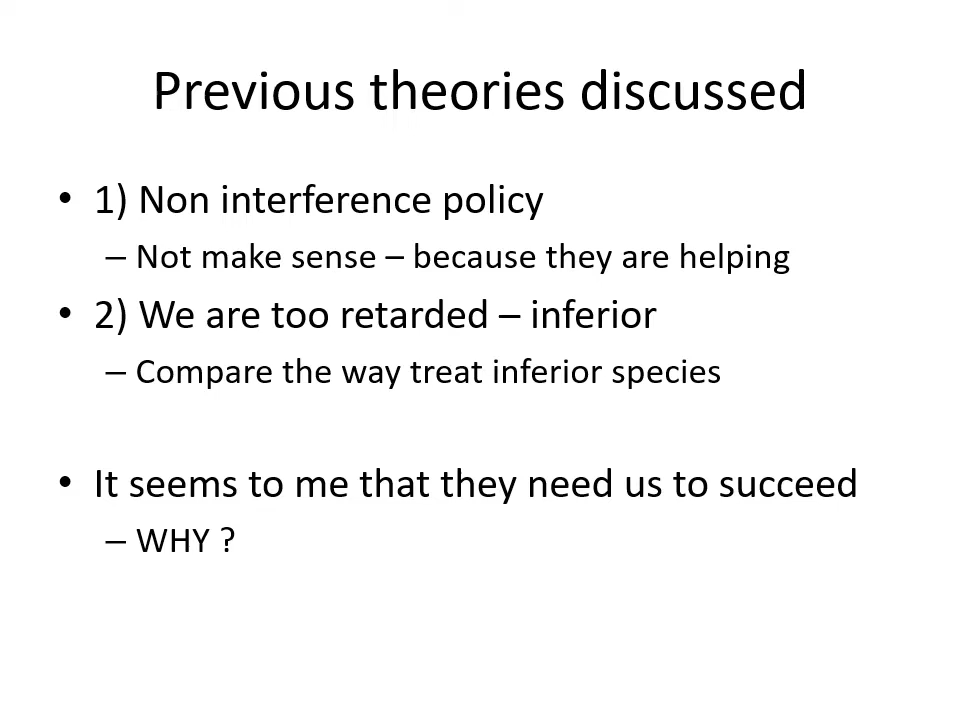 Previous theories discussed
• 1) Non interference policy
– Not make sense – because they are helping
• 2) We are too retarded – inferior
– Compare the way treat inferior species
• It seems to me that they need us to succeed
– WHY ?